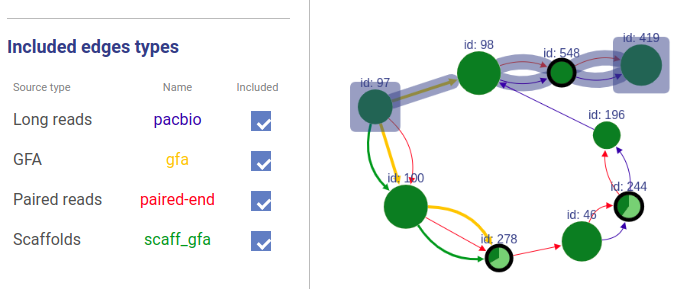 Included edges types
Source type Name Included
Long reads pacbio
GFA gfa
Paired reads paired-end
Scaffolds scaff_gfa
id: 98
id: 548
id: 419
id: 97
id: 196
id: 100
id: 244
id: 46
id: 278